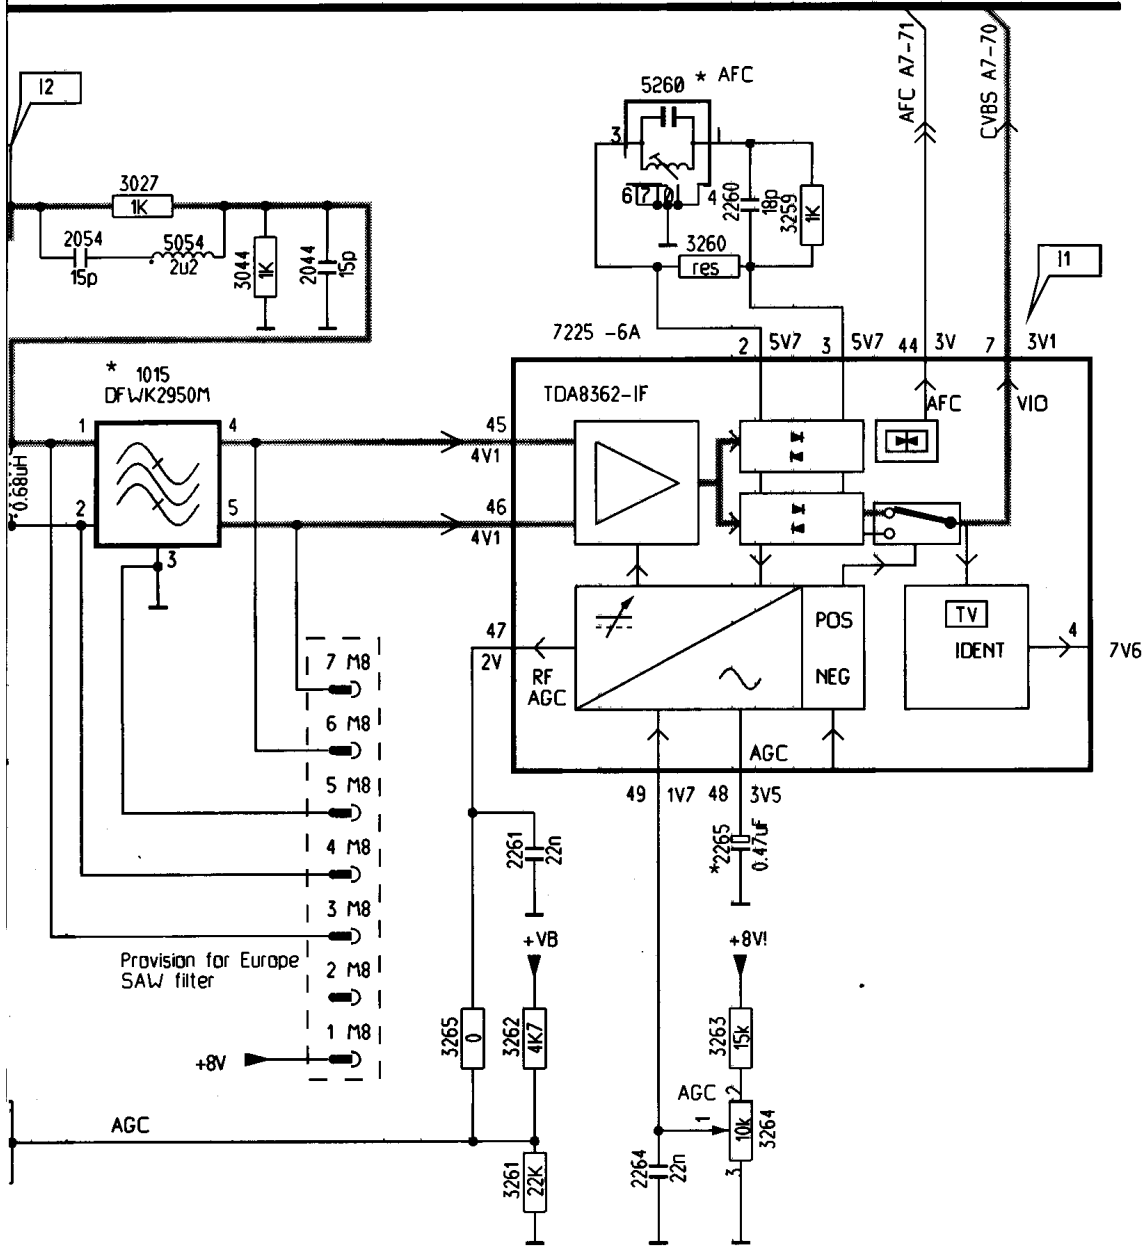 I2
5260 * AFC
AFC A7-71
CVBS A7-70
3
1
6 7 0 4
2260
18p
3259
1K
3260
res
I1
3027
1K
2054
15p
5054
2u2
3044
1K
2044
15p
7225 -6A
2
5V7
3
5V7
44
3V
7
3V1
* 1015
DFWK2950M
TDA8362-IF
AFC
VIO
1
4
45
4V1
0.68uH
2
5
46
4V1
3
47
2V
RF
AGC
POS
NEG
TV
IDENT
4
7V6
AGC
49
1V7
48
3V5
7 M8
6 M8
5 M8
4 M8
3 M8
2 M8
1 M8
2261
22n
*2265
0.47uF
+VB
+8V!
Provision for Europe
SAW filter
+8V
3265
0
3262
4K7
3263
15k
AGC
AGC
2
1
10k
3264
3
3261
22K
2264
22n